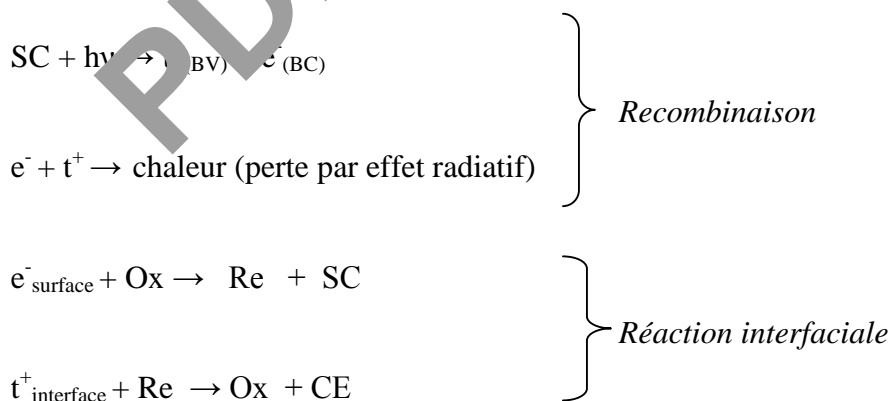 SC + hν → (BV) e⁻(BC)
Recombinaison
e⁻ + t⁺ → chaleur (perte par effet radiatif)
e⁻surface + Ox → Re + SC
Réaction interfaciale
t⁺interface + Re → Ox + CE